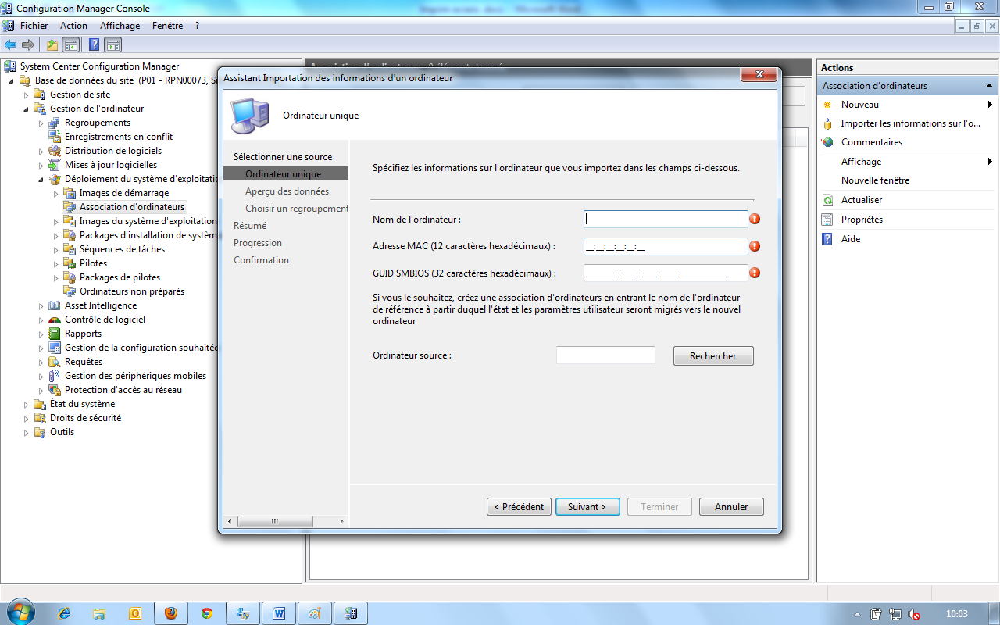 Configuration Manager Console
Fichier Action Affichage Fenêtre ?
System Center Configuration Manager
Base de données du site (P01 - RPN00073, Si
Gestion de site
Gestion de l'ordinateur
Regroupements
Enregistrements en conflit
Distribution de logiciels
Mises à jour logicielles
Déploiement du système d'exploitatio
Images de démarrage
Association d'ordinateurs
Images du système d'exploitation
Packages d'installation de systèm
Séquences de tâches
Pilotes
Packages de pilotes
Ordinateurs non préparés
Asset Intelligence
Contrôle de logiciel
Rapports
Gestion de la configuration souhaitée
Requêtes
Gestion des périphériques mobiles
Protection d'accès au réseau
État du système
Droits de sécurité
Outils
Assistant Importation des informations d'un ordinateur
Ordinateur unique
Sélectionner une source
Ordinateur unique
Aperçu des données
Choisir un regroupement
Résumé
Progression
Confirmation
Spécifiez les informations sur l'ordinateur que vous importez dans les champs ci-dessous.
Nom de l'ordinateur :
Adresse MAC (12 caractères hexadécimaux) : __:__:__:__:__:__
GUID SMBIOS (32 caractères hexadécimaux) : ________-____-____-____-____________
Si vous le souhaitez, créez une association d'ordinateurs en entrant le nom de l'ordinateur
de référence à partir duquel l'état et les paramètres utilisateur seront migrés vers le nouvel
ordinateur
Ordinateur source :
Rechercher
< Précédent Suivant > Terminer Annuler
Actions
Association d'ordinateurs
Nouveau
Importer les informations sur l'o...
Commentaires
Affichage
Nouvelle fenêtre
Actualiser
Propriétés
Aide
10:03